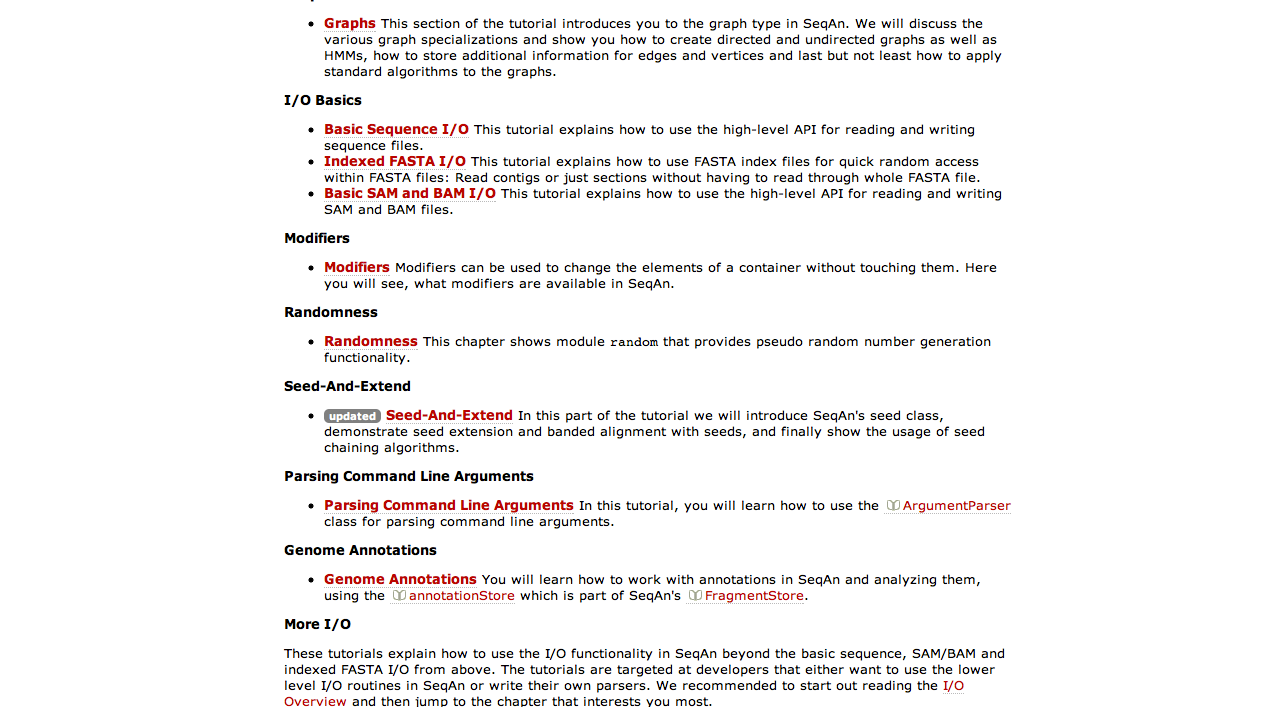 Graphs This section of the tutorial introduces you to the graph type in SeqAn. We will discuss the
various graph specializations and show you how to create directed and undirected graphs as well as
HMMs, how to store additional information for edges and vertices and last but not least how to apply
standard algorithms to the graphs.
I/O Basics
Basic Sequence I/O This tutorial explains how to use the high-level API for reading and writing
sequence files.
Indexed FASTA I/O This tutorial explains how to use FASTA index files for quick random access
within FASTA files: Read contigs or just sections without having to read through whole FASTA file.
Basic SAM and BAM I/O This tutorial explains how to use the high-level API for reading and writing
SAM and BAM files.
Modifiers
Modifiers Modifiers can be used to change the elements of a container without touching them. Here
you will see, what modifiers are available in SeqAn.
Randomness
Randomness This chapter shows module random that provides pseudo random number generation
functionality.
Seed-And-Extend
updated Seed-And-Extend In this part of the tutorial we will introduce SeqAn's seed class,
demonstrate seed extension and banded alignment with seeds, and finally show the usage of seed
chaining algorithms.
Parsing Command Line Arguments
Parsing Command Line Arguments In this tutorial, you will learn how to use the ArgumentParser
class for parsing command line arguments.
Genome Annotations
Genome Annotations You will learn how to work with annotations in SeqAn and analyzing them,
using the annotationStore which is part of SeqAn's FragmentStore.
More I/O
These tutorials explain how to use the I/O functionality in SeqAn beyond the basic sequence, SAM/BAM and
indexed FASTA I/O from above. The tutorials are targeted at developers that either want to use the lower
level I/O routines in SeqAn or write their own parsers. We recommended to start out reading the I/O
Overview and then jump to the chapter that interests you most.